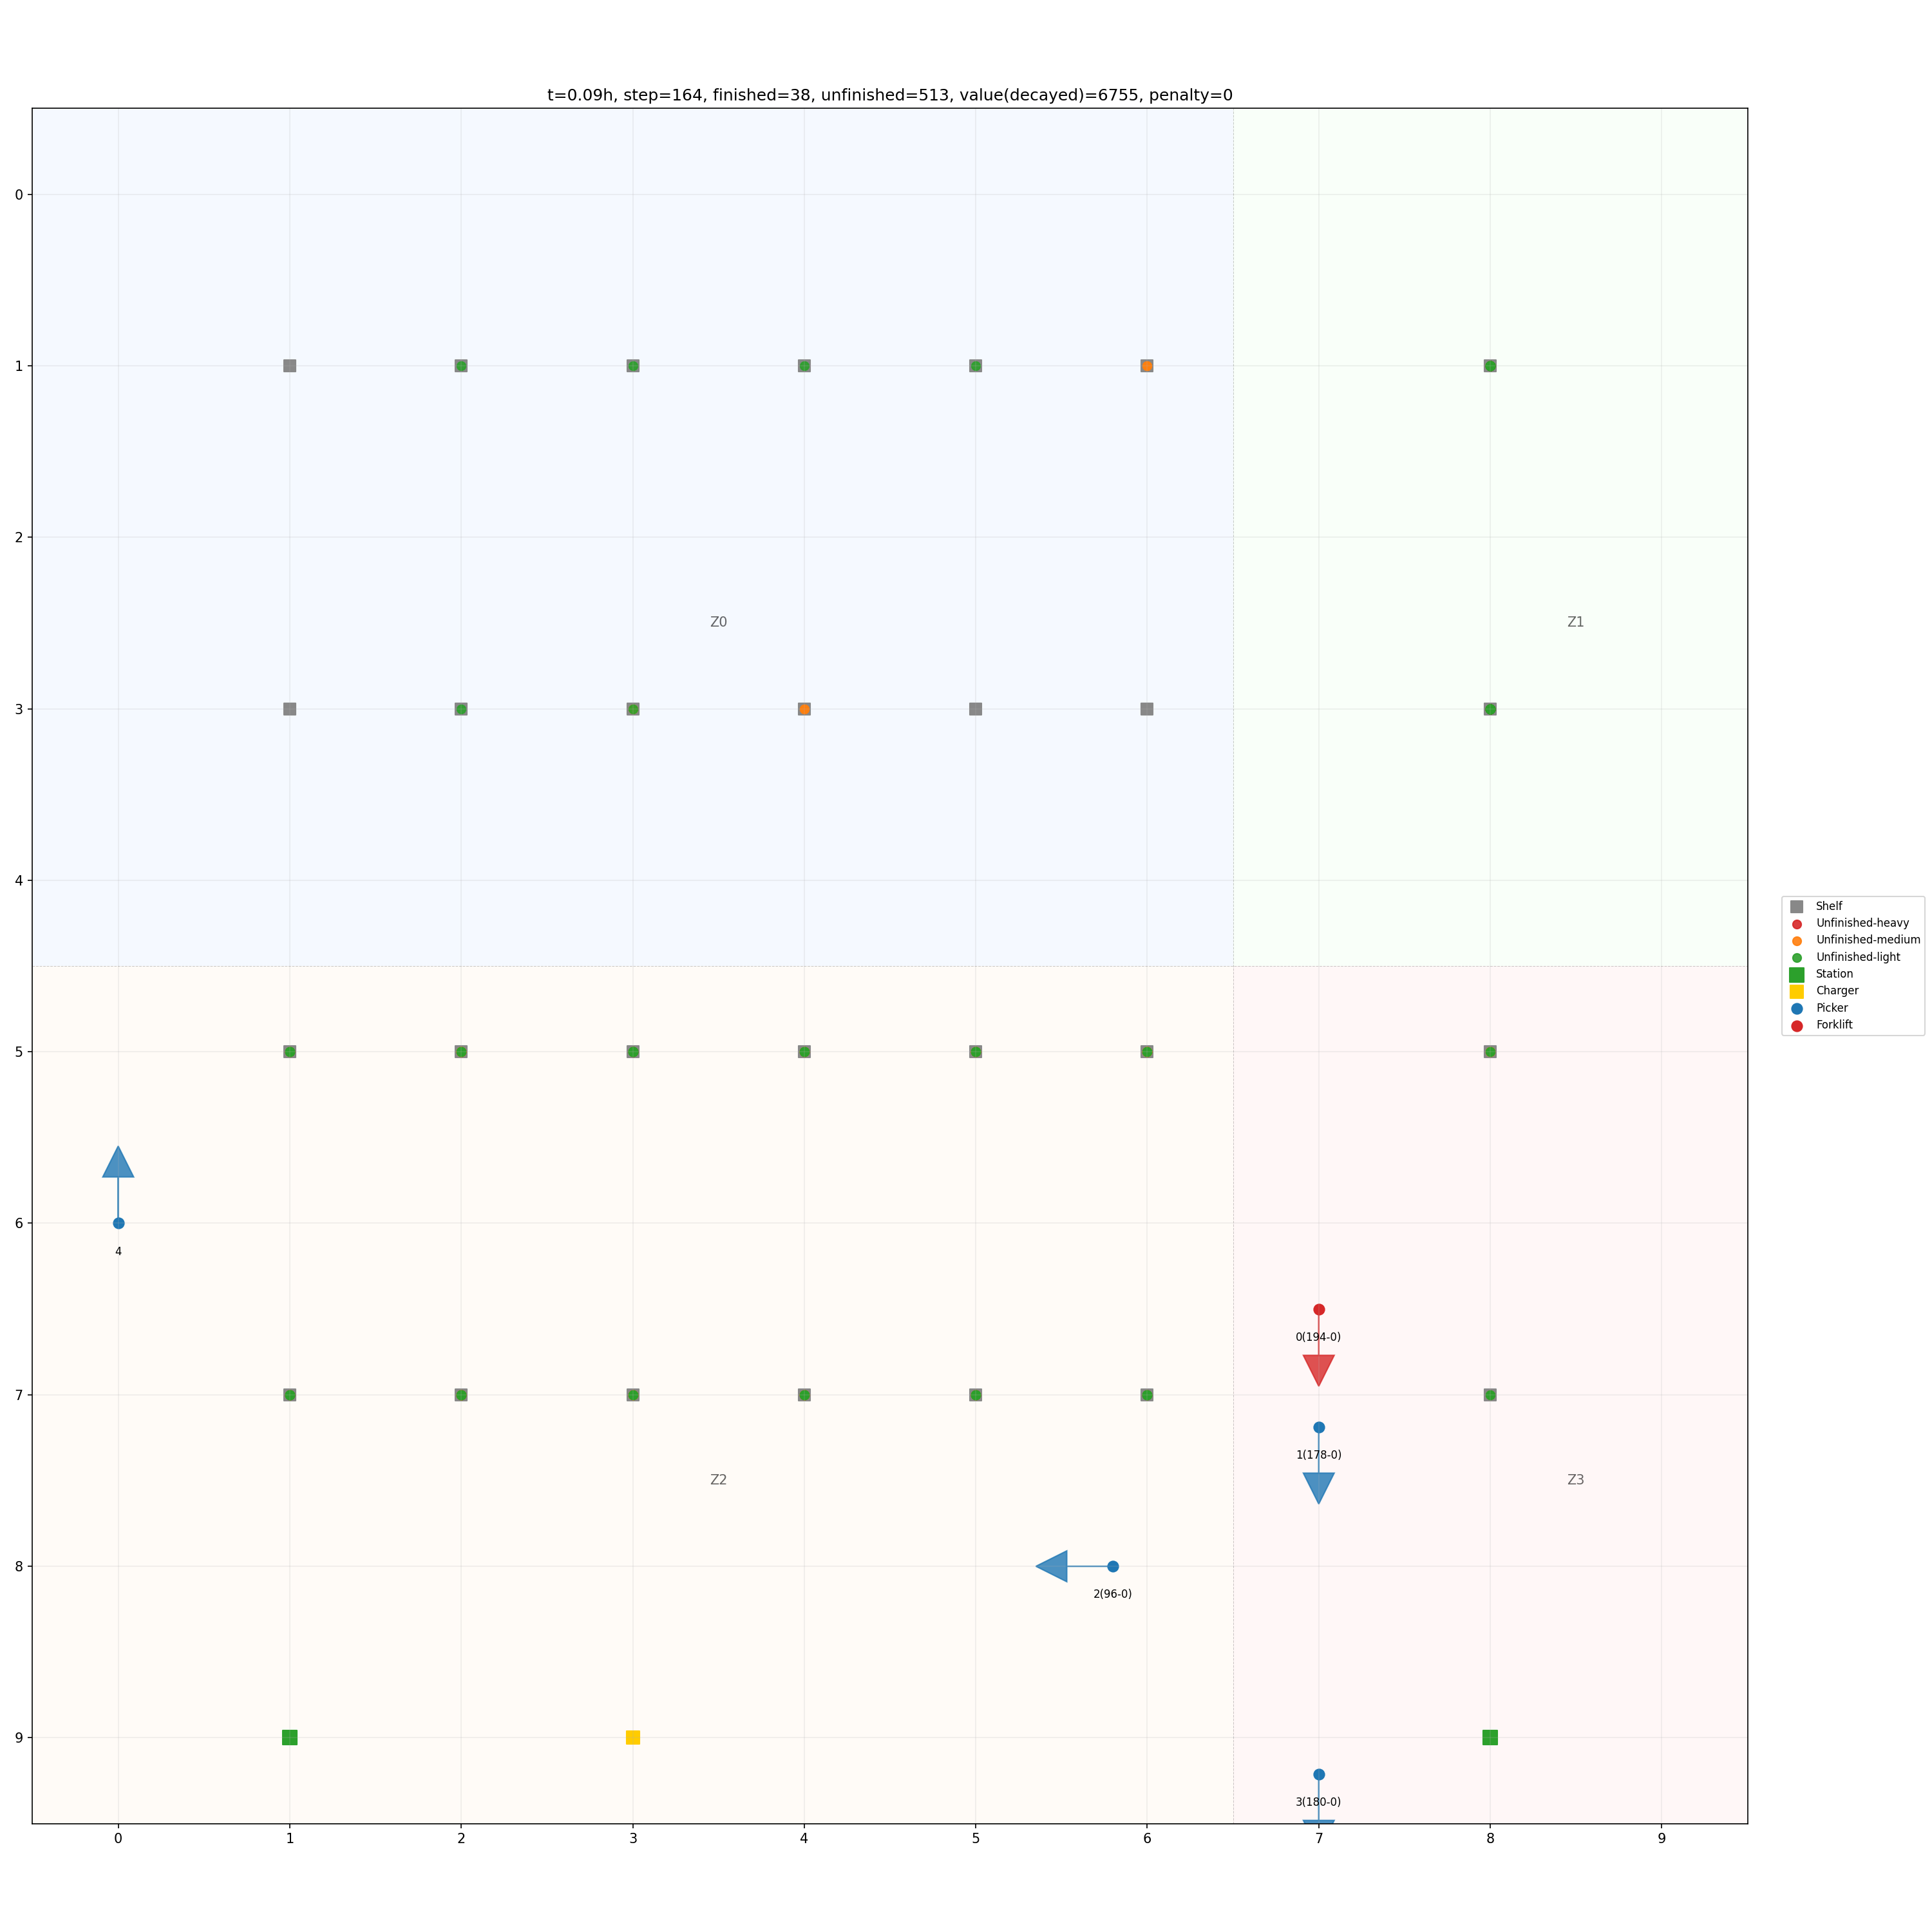 t=0.09h, step=164, finished=38, unfinished=513, value(decayed)=6755, penalty=0
0
1
2
Z0
Z1
3
4
Shelf
Unfinished-heavy
Unfinished-medium
Unfinished-light
Station
Charger
Picker
Forklift
5
6
4
0(194-0)
7
1(178-0)
Z2
Z3
8
2(96-0)
9
3(180-0)
0 1 2 3 4 5 6 7 8 9